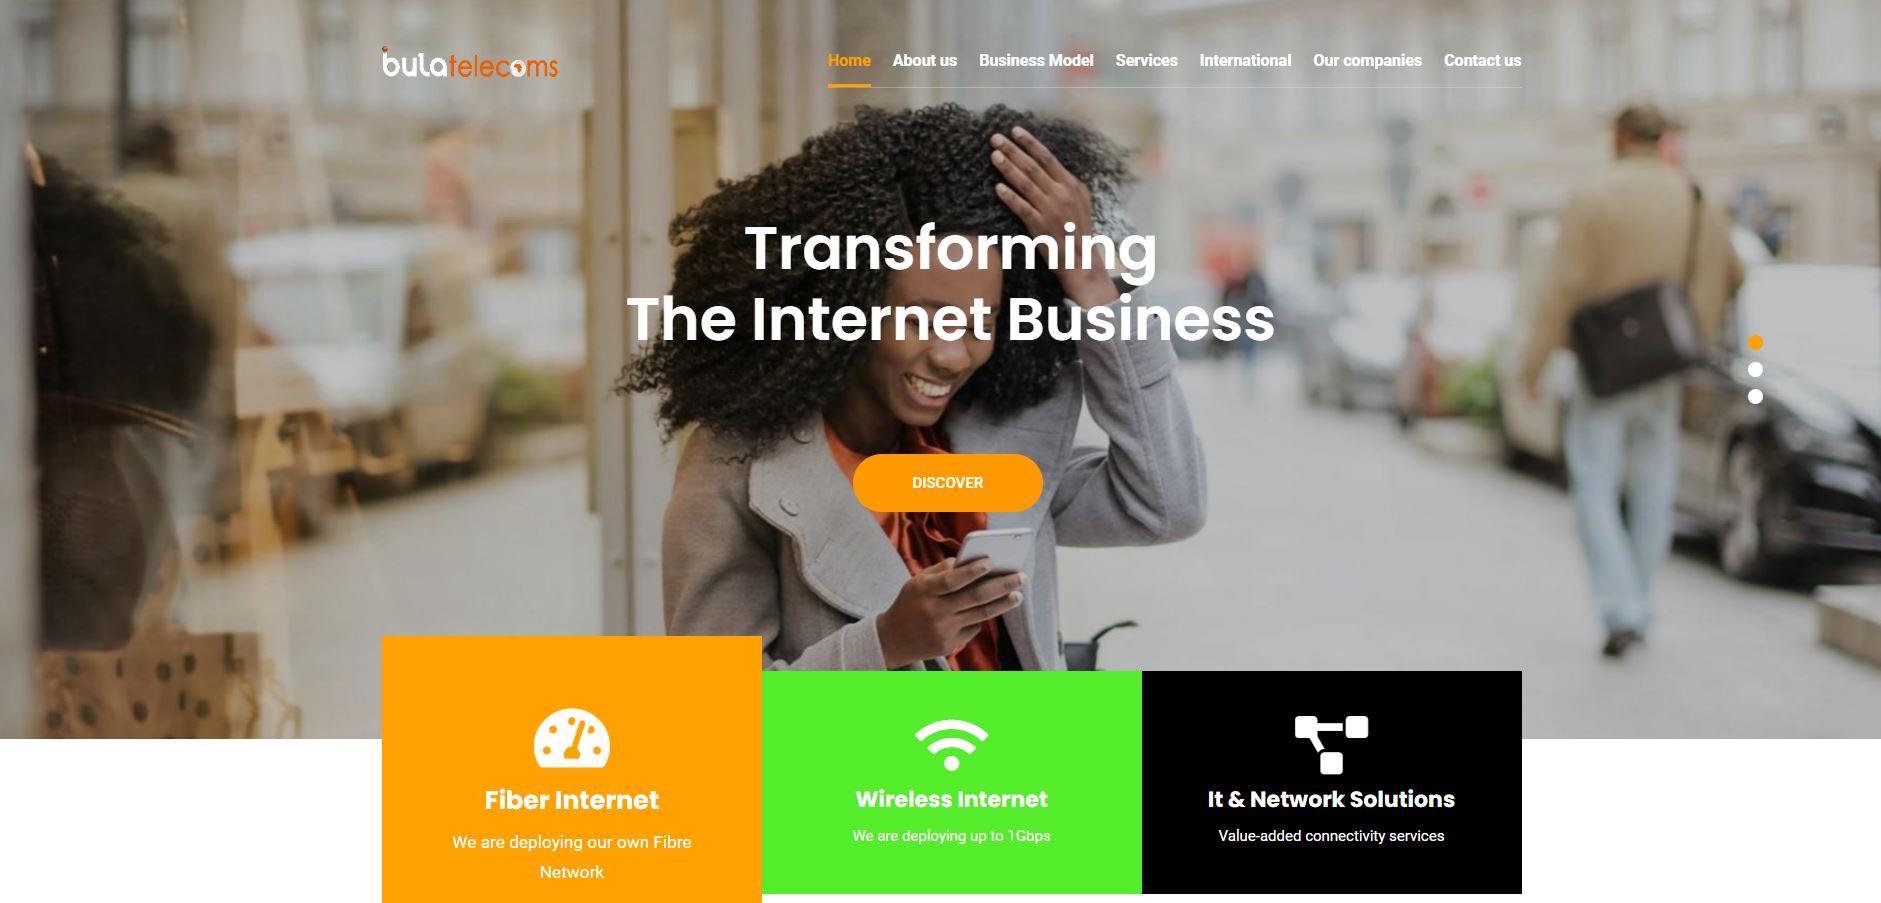 bulatelecoms
Home About us Business Model Services International Our companies Contact us
Transforming
The Internet Business
DISCOVER
Fiber Internet
We are deploying our own Fibre
Network
Wireless Internet
We are deploying up to 1Gbps
It & Network Solutions
Value-added connectivity services